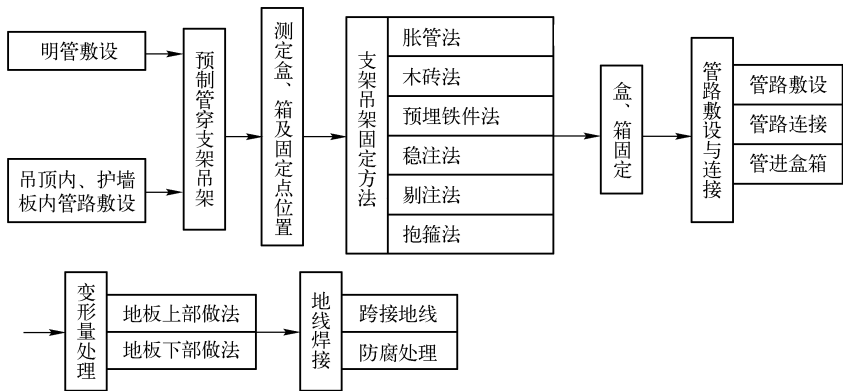 明管敷设
吊顶内、护墙
板内管路敷设
预制管穿支架吊架
测定盒、箱及固定点位置
支架吊架固定方法
胀管法
木砖法
预埋铁件法
稳注法
剔注法
抱箍法
盒、箱固定
管路敷设与连接
管路敷设
管路连接
管进盒箱
变形量处理
地板上部做法
地板下部做法
地线焊接
跨接地线
防腐处理